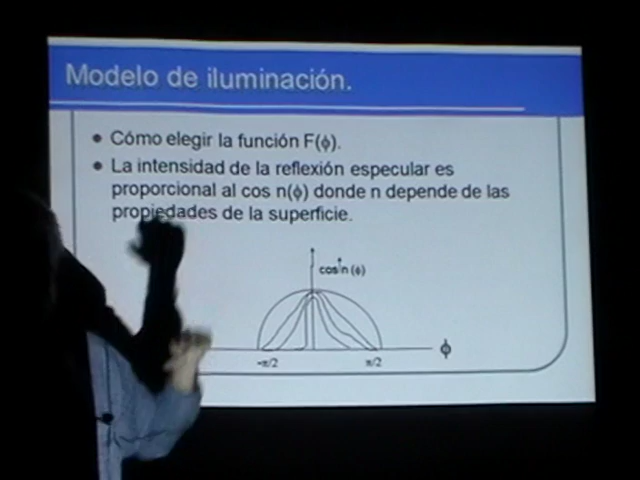 Modelo de iluminación.
Cómo elegir la función F(ϕ).
La intensidad de la reflexión especular es
proporcional al cos n(ϕ) donde n depende de las
propiedades de la superficie.
cosⁿn (ϕ)
ϕ
-π/2 π/2